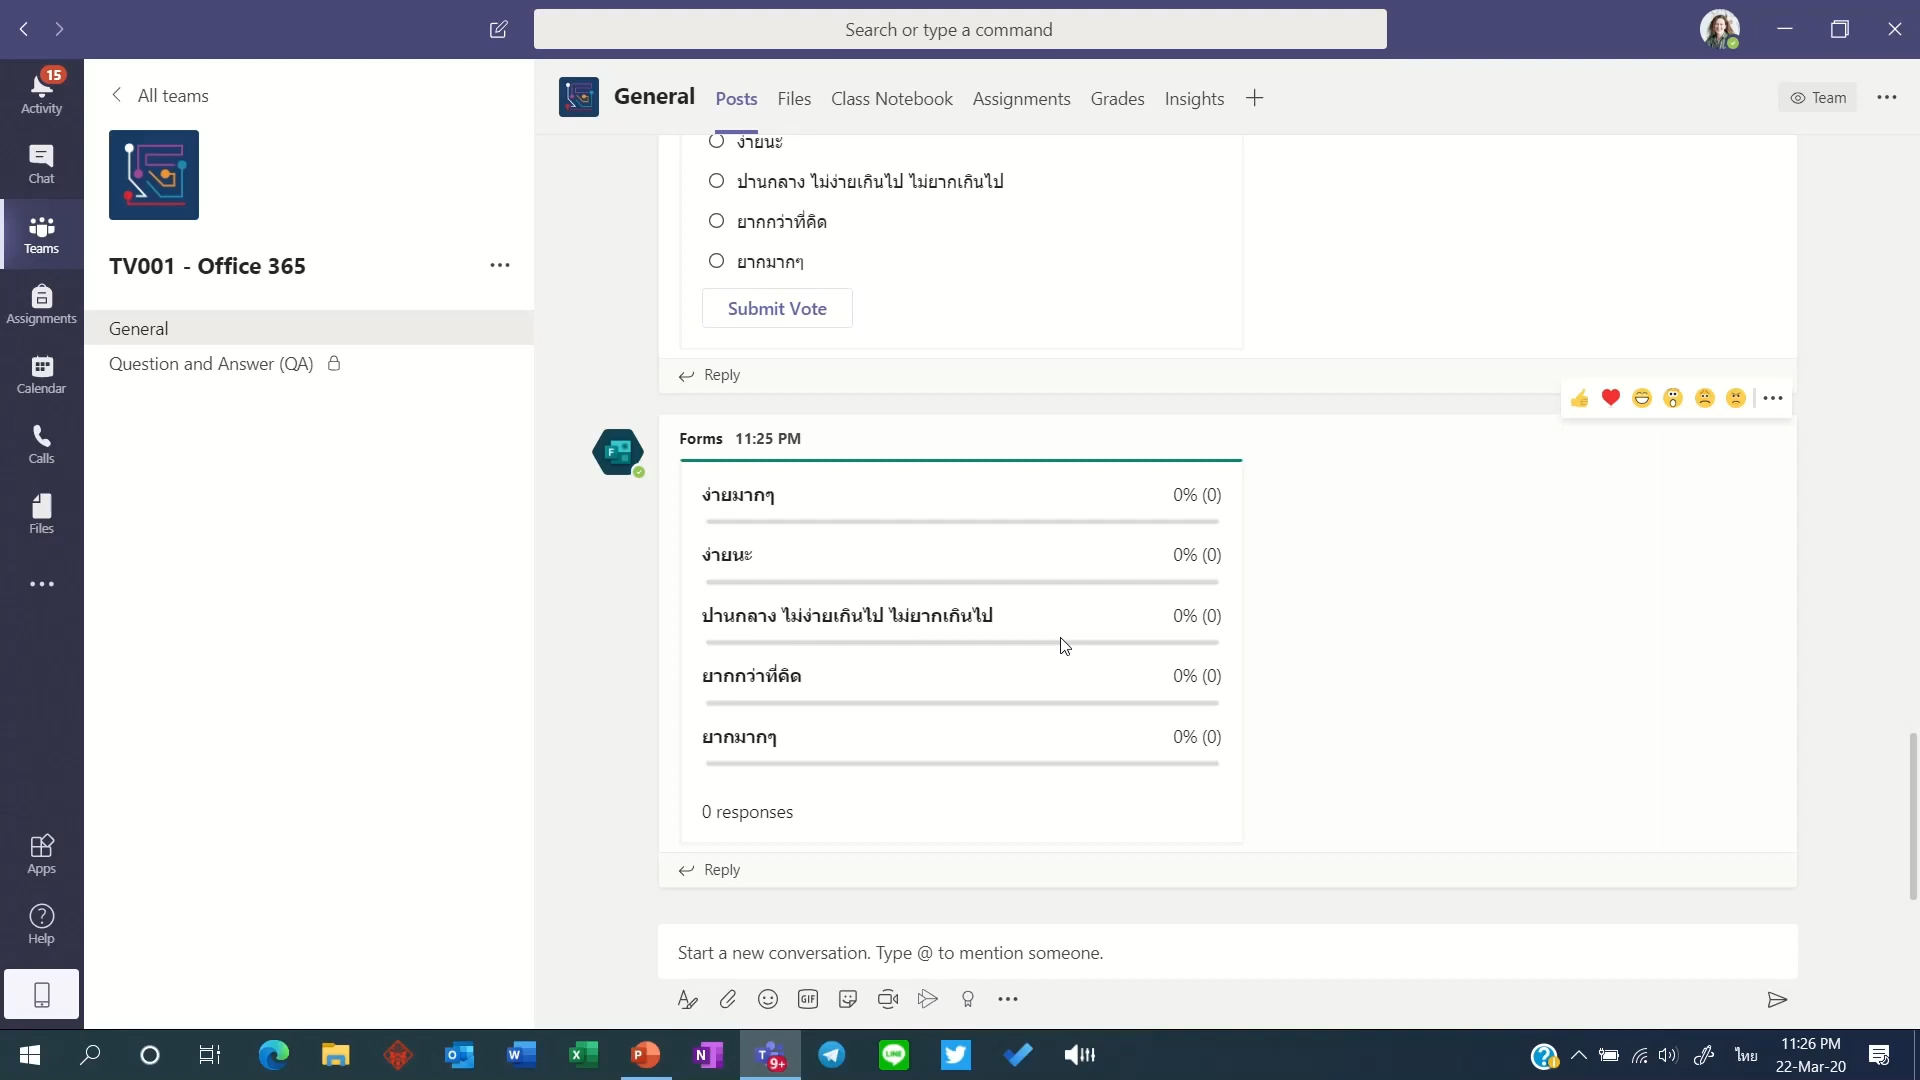 Search or type a command
15
Activity
Chat
Teams
Assignments
Calendar
Calls
Files
Apps
Help
All teams
TV001 - Office 365
General
Question and Answer (QA)
General Posts Files Class Notebook Assignments Grades Insights
Team
ง่ายนะ
ปานกลาง ไม่ง่ายเกินไป ไม่ยากเกินไป
ยากกว่าที่คิด
ยากมากๆ
Submit Vote
Reply
Forms 11:25 PM
ง่ายมากๆ 0% (0)
ง่ายนะ 0% (0)
ปานกลาง ไม่ง่ายเกินไป ไม่ยากเกินไป 0% (0)
ยากกว่าที่คิด 0% (0)
ยากมากๆ 0% (0)
0 responses
Reply
Start a new conversation. Type @ to mention someone.
GIF
9+
LINE
ไทย
11:26 PM
22-Mar-20